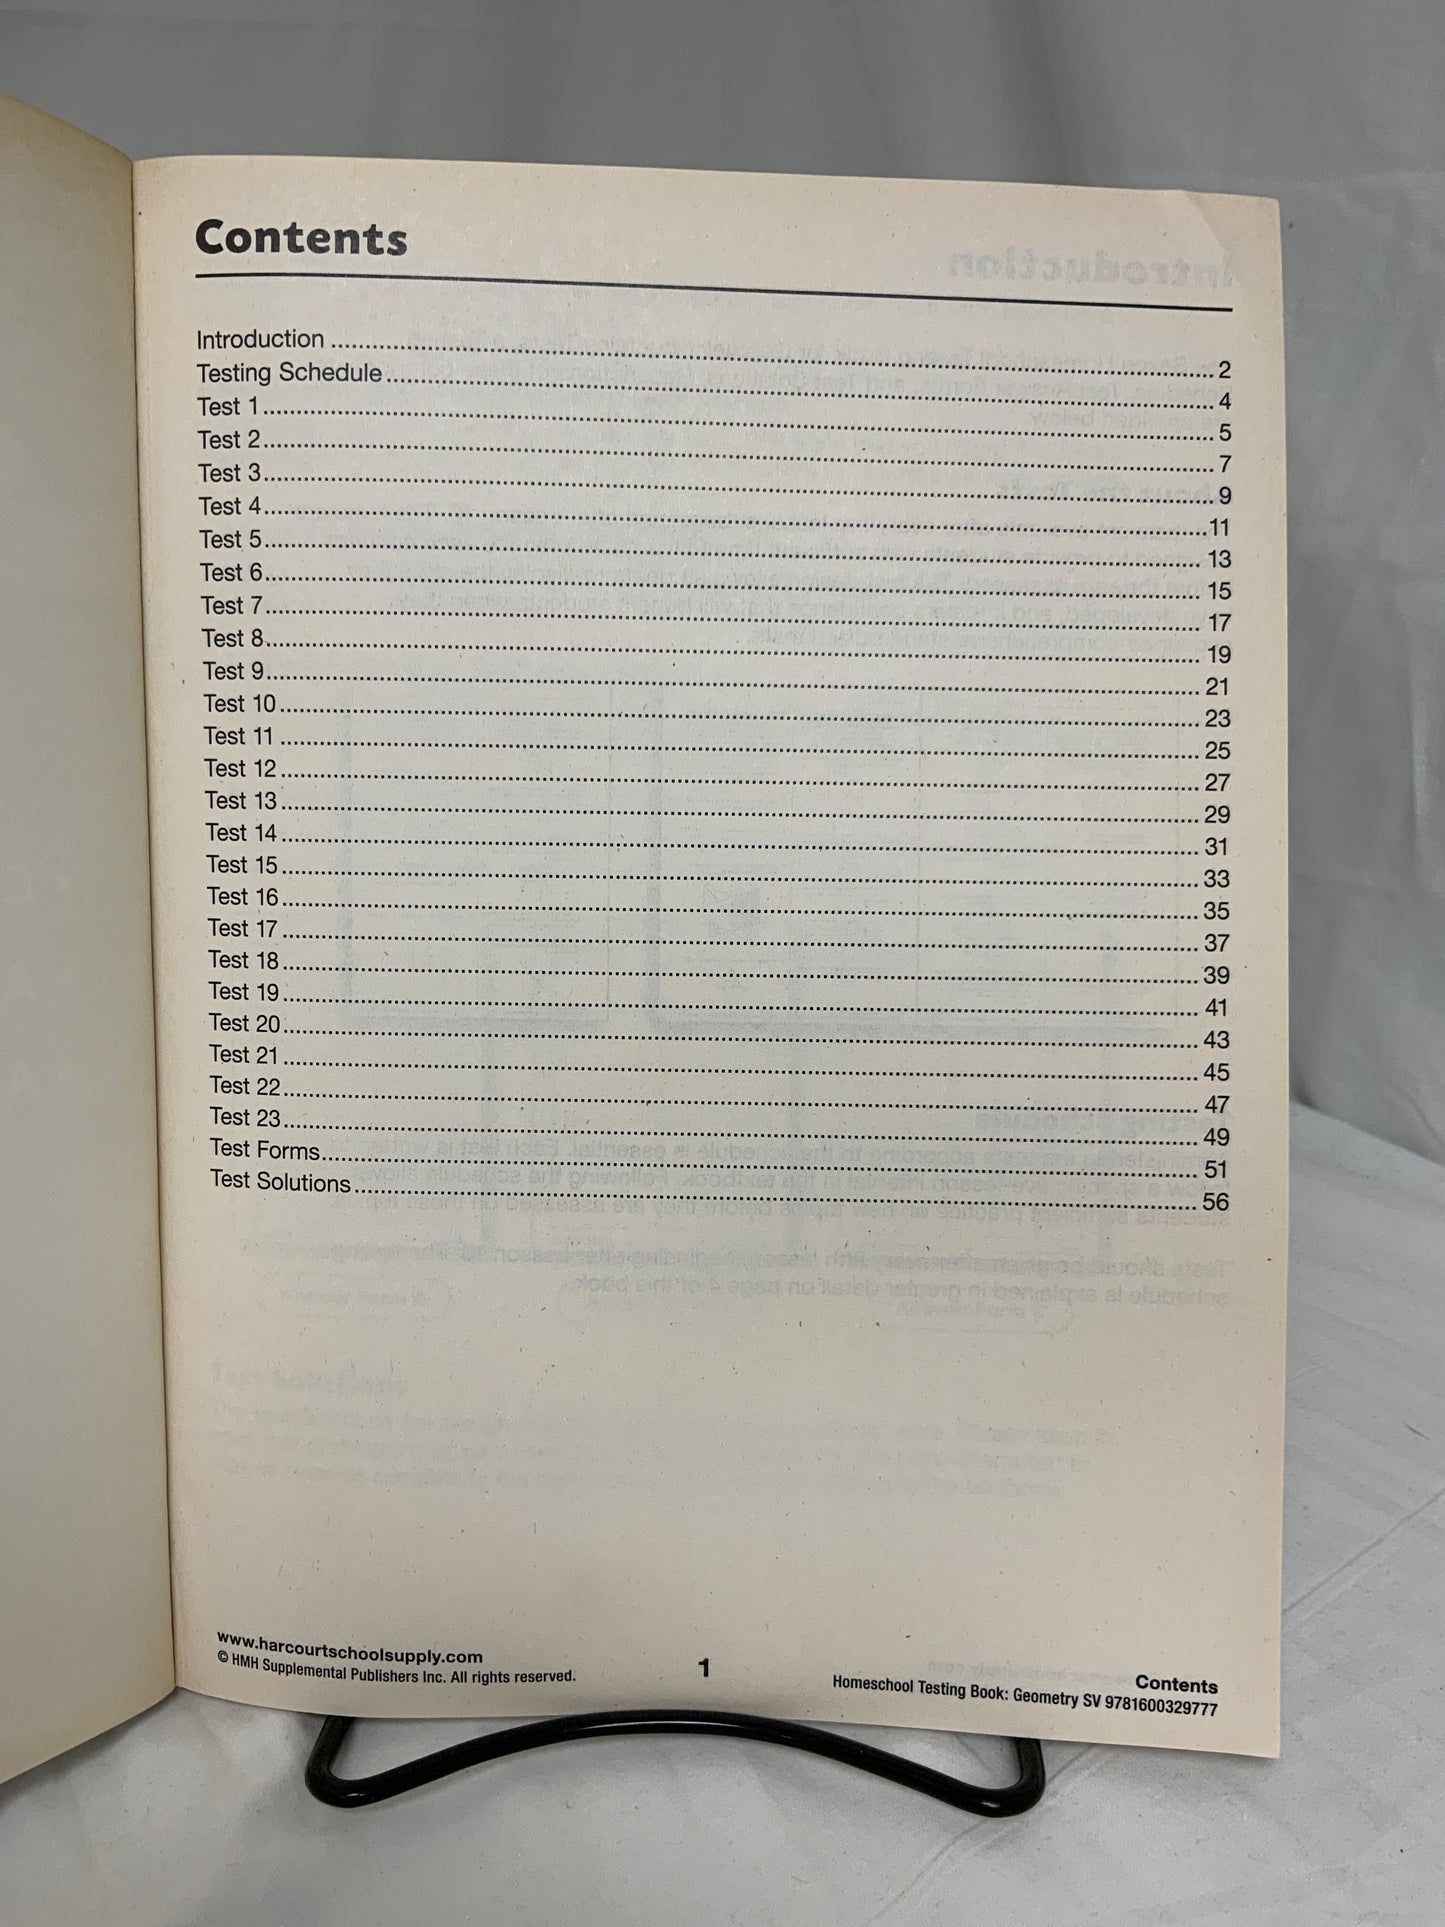 Contents
Introduction ........ 2
Testing Schedule ........ 4
Test 1 ........ 5
Test 2 ........ 7
Test 3 ........ 9
Test 4 ........ 11
Test 5 ........ 13
Test 6 ........ 15
Test 7 ........ 17
Test 8 ........ 19
Test 9 ........ 21
Test 10 ........ 23
Test 11 ........ 25
Test 12 ........ 27
Test 13 ........ 29
Test 14 ........ 31
Test 15 ........ 33
Test 16 ........ 35
Test 17 ........ 37
Test 18 ........ 39
Test 19 ........ 41
Test 20 ........ 43
Test 21 ........ 45
Test 22 ........ 47
Test 23 ........ 49
Test Forms ........ 51
Test Solutions ........ 56
www.harcourtschoolsupply.com
© HMH Supplemental Publishers Inc. All rights reserved.
1
Contents
Homeschool Testing Book: Geometry SV 9781600329777